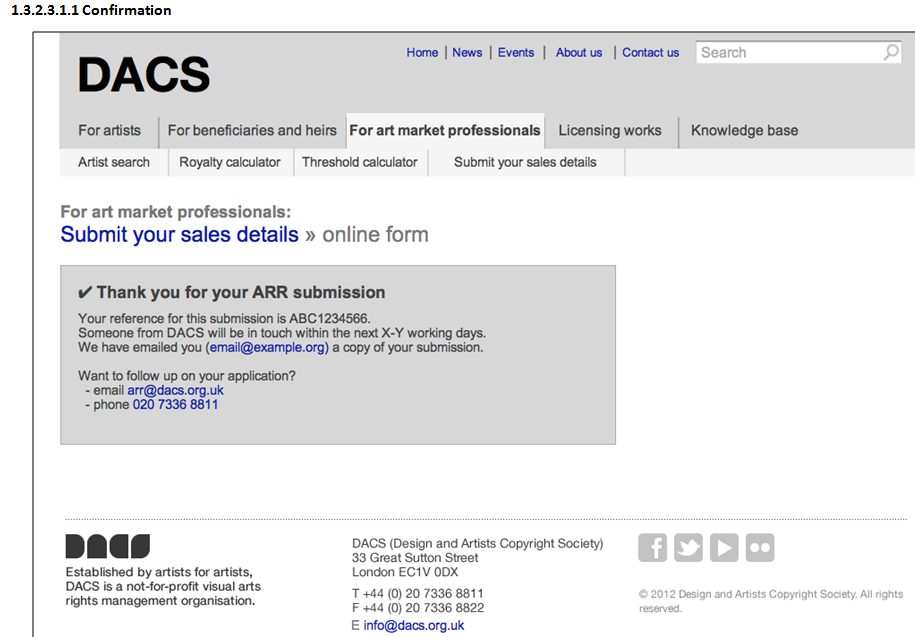 1.3.2.3.1.1 Confirmation
DACS
Home | News | Events | About us | Contact us
Search
For artists
For beneficiaries and heirs
For art market professionals
Licensing works
Knowledge base
Artist search
Royalty calculator
Threshold calculator
Submit your sales details
For art market professionals:
Submit your sales details » online form
✔ Thank you for your ARR submission
Your reference for this submission is ABC1234566.
Someone from DACS will be in touch within the next X-Y working days.
We have emailed you (email@example.org) a copy of your submission.
Want to follow up on your application?
- email arr@dacs.org.uk
- phone 020 7336 8811
DACS
Established by artists for artists,
DACS is a not-for-profit visual arts
rights management organisation.
DACS (Design and Artists Copyright Society)
33 Great Sutton Street
London EC1V 0DX
T +44 (0) 20 7336 8811
F +44 (0) 20 7336 8822
E info@dacs.org.uk
© 2012 Design and Artists Copyright Society. All rights
reserved.